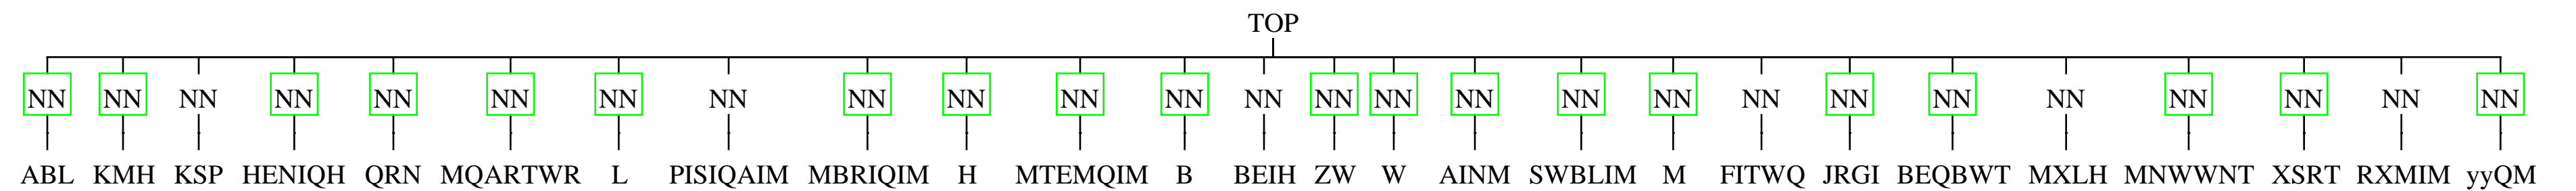 TOP
NN NN NN NN NN NN NN NN NN NN NN NN NN NN NN NN NN NN NN NN NN NN NN NN NN NN
ABL KMH KSP HENIQH QRN MQARTWR L PISIQAIM MBRIQIM H MTEMQIM B BEIH ZW W AINM SWBLIM M FITWQ JRGI BEQBWT MXLH MNWWNT XSRT RXMIM yyQM